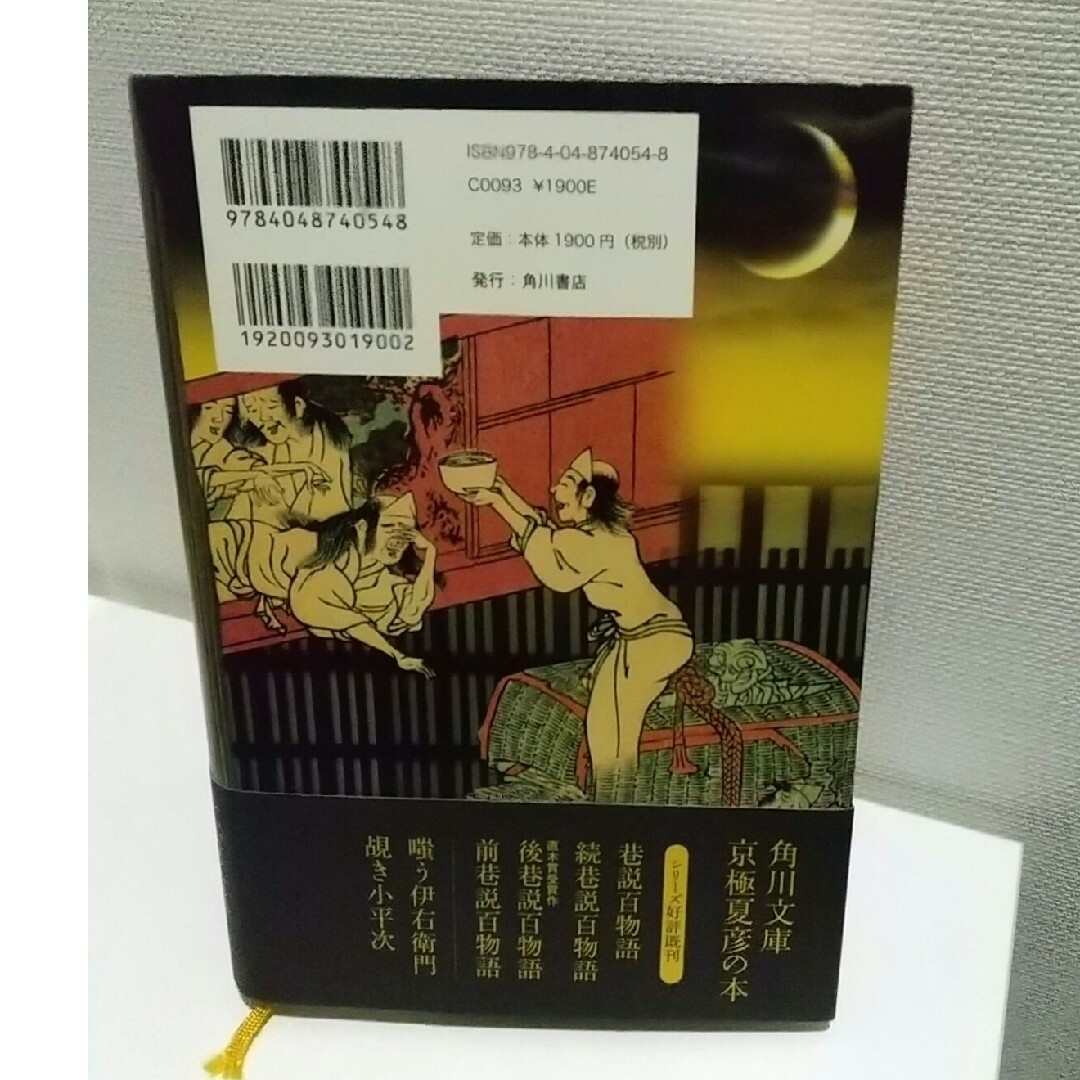 ISBN978-4-04-874054-8
C0093 ¥1900E
定価：本体1900円（税別）
発行：角川書店
9784048740548
1920093019002
角川文庫
京極夏彦の本
シリーズ好評既刊
巷説百物語
続巷説百物語
直木賞受賞作
後巷説百物語
前巷説百物語
嗤う伊右衛門
覘き小平次